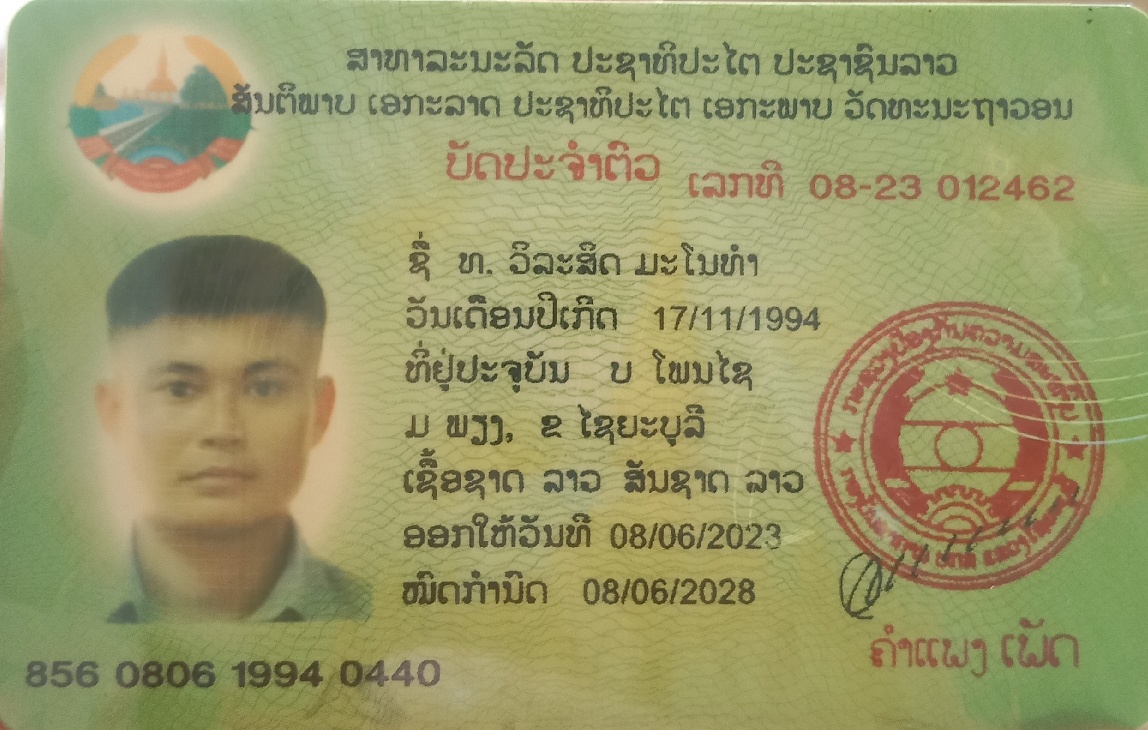 ສາທາລະນະລັດ ປະຊາທິປະໄຕ ປະຊາຊົນລາວ
ສັນຕິພາບ ເອກະລາດ ປະຊາທິປະໄຕ ເອກະພາບ ວັດທະນະຖາວອນ
ບັດປະຈຳຕົວ ເລກທີ 08-23 012462
ຊື່ ທ. ວິລະສິດ ມະໂນທຳ
ວັນເດືອນປີເກີດ 17/11/1994
ທີ່ຢູ່ປະຈຸບັນ ບ ໂພນໄຊ
ມ ພຽງ, ຂ ໄຊຍະບຸລີ
ເຊື້ອຊາດ ລາວ ສັນຊາດ ລາວ
ອອກໃຫ້ວັນທີ 08/06/2023
ໝົດກຳນົດ 08/06/2028
ຄຳແພງ ເພັດ
856 0806 1994 0440